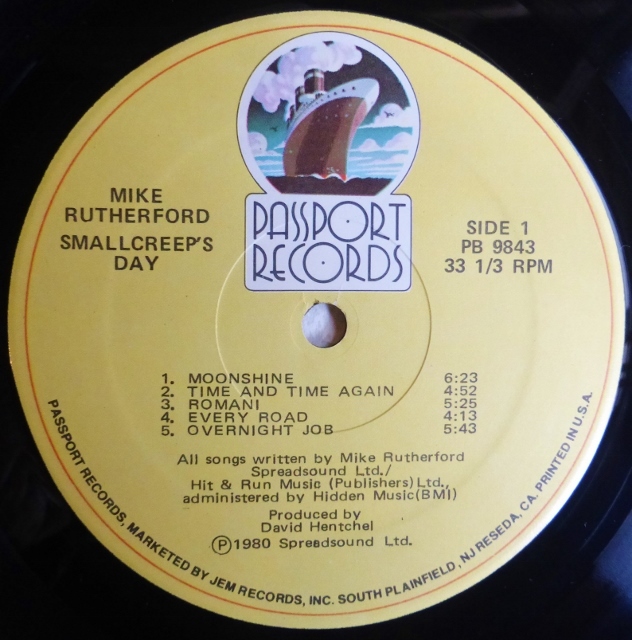 PASSPORT
RECORDS
MIKE
RUTHERFORD
SMALLCREEP'S
DAY
SIDE 1
PB 9843
33 1/3 RPM
1. MOONSHINE 6:23
2. TIME AND TIME AGAIN 4:52
3. ROMANI 5:25
4. EVERY ROAD 4:13
5. OVERNIGHT JOB 5:43
All songs written by Mike Rutherford
Spreadsound Ltd./
Hit & Run Music (Publishers) Ltd.,
administered by Hidden Music(BMI)
Produced by
David Hentchel
Ⓟ1980 Spreadsound Ltd.
PASSPORT RECORDS, MARKETED BY JEM RECORDS, INC. SOUTH PLAINFIELD, NJ RESEDA, CA. PRINTED IN U.S.A.